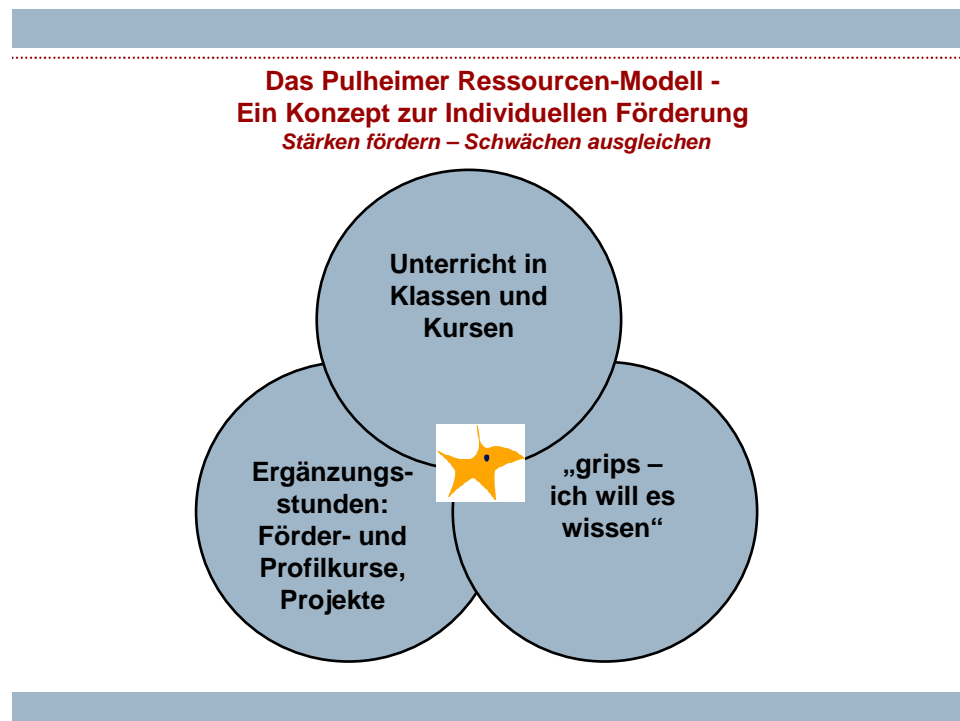 Das Pulheimer Ressourcen-Modell -
Ein Konzept zur Individuellen Förderung
Stärken fördern – Schwächen ausgleichen
Unterricht in
Klassen und
Kursen
Ergänzungs-
stunden:
Förder- und
Profilkurse,
Projekte
„grips –
ich will es
wissen“